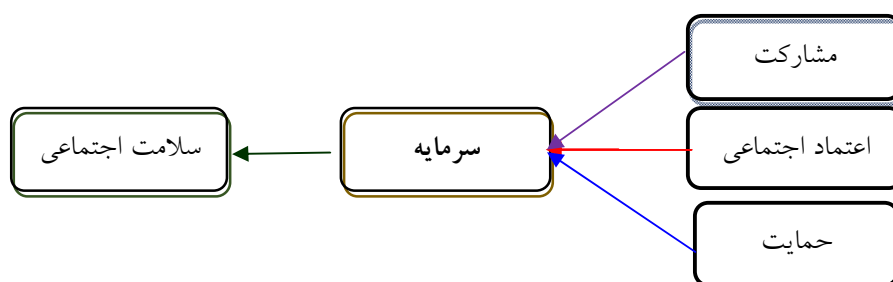 مشارکت
اعتماد اجتماعی
حمایت
سرمایه
سلامت اجتماعی